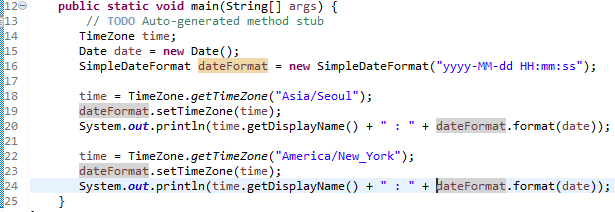 12 public static void main(String[] args) {
13 // TODO Auto-generated method stub
14 TimeZone time;
15 Date date = new Date();
16 SimpleDateFormat dateFormat = new SimpleDateFormat("yyyy-MM-dd HH:mm:ss");
17
18 time = TimeZone.getTimeZone("Asia/Seoul");
19 dateFormat.setTimeZone(time);
20 System.out.println(time.getDisplayName() + " : " + dateFormat.format(date));
21
22 time = TimeZone.getTimeZone("America/New_York");
23 dateFormat.setTimeZone(time);
24 System.out.println(time.getDisplayName() + " : " + dateFormat.format(date));
25 }